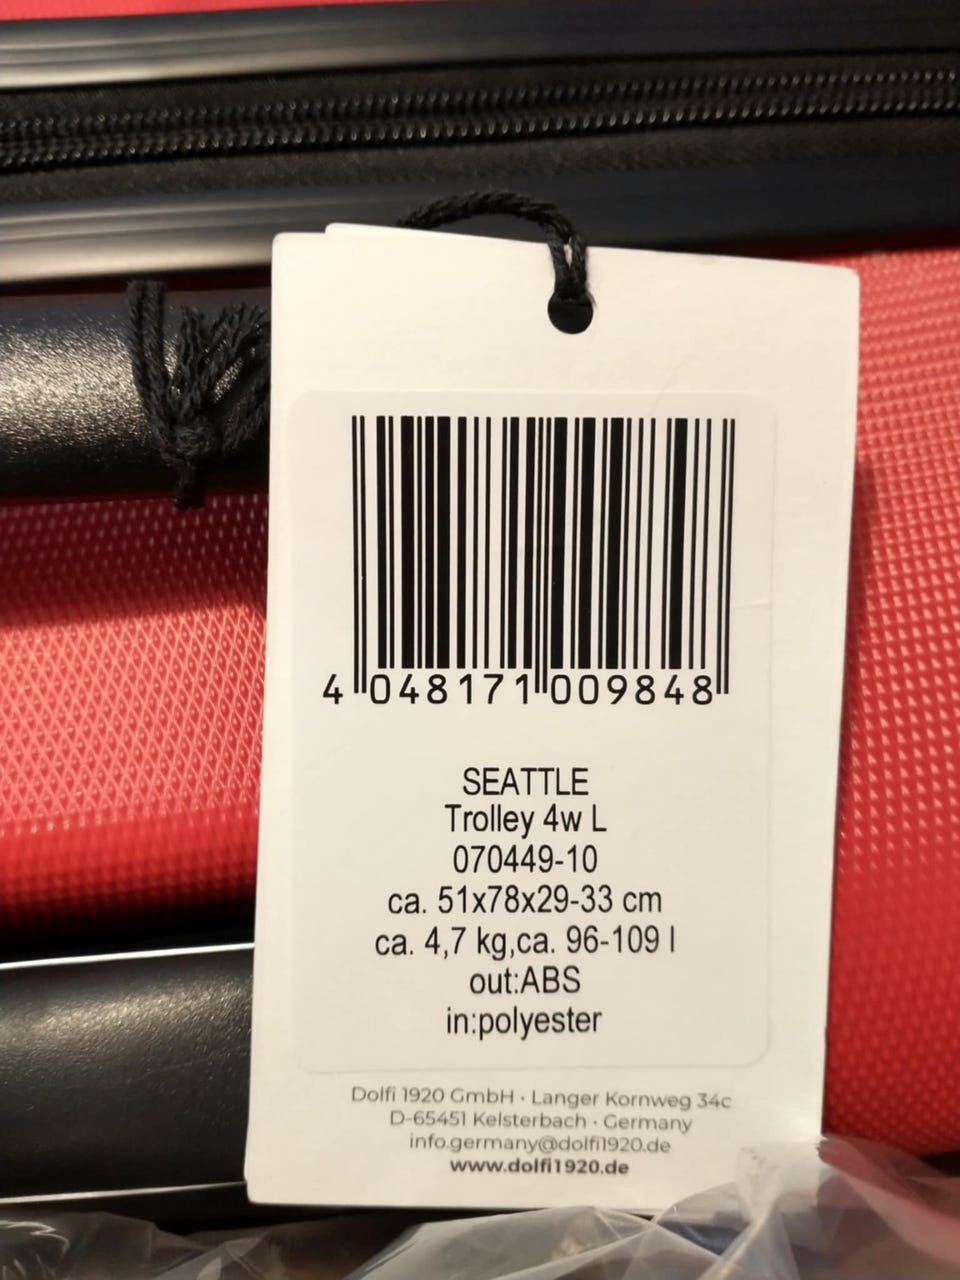 4 048171 009848
SEATTLE
Trolley 4w L
070449-10
ca. 51x78x29-33 cm
ca. 4,7 kg,ca. 96-109 l
out:ABS
in:polyester
Dolfi 1920 GmbH · Langer Kornweg 34c
D-65451 Kelsterbach · Germany
info.germany@dolfi1920.de
www.dolfi1920.de